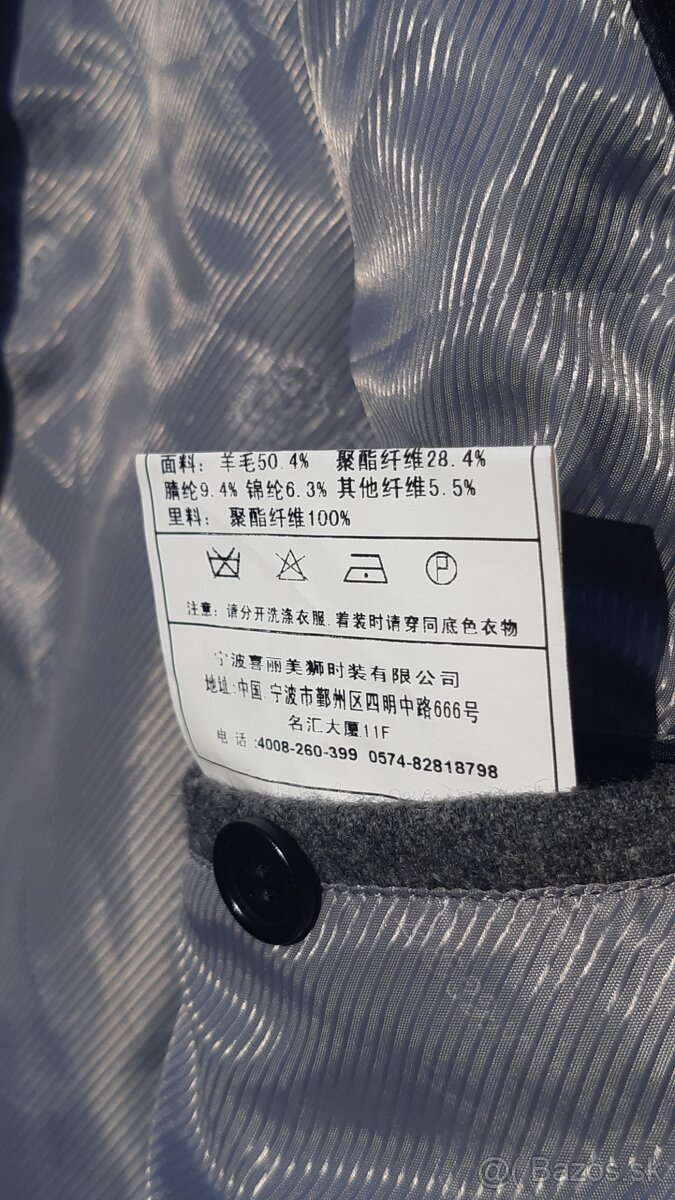 面料: 羊毛50.4% 聚酯纤维28.4%
腈纶9.4% 锦纶6.3% 其他纤维5.5%
里料: 聚酯纤维100%
P
注意: 请分开洗涤衣服.着装时请穿同底色衣物
宁波喜丽美狮时装有限公司
地址:中国.宁波市鄞州区四明中路666号
名汇大厦11F
电话:4008-260-399 0574-82818798
@ Bazos.sk